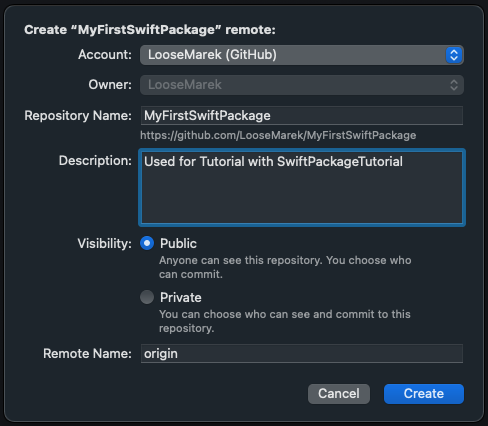 Create “MyFirstSwiftPackage” remote:
Account: LooseMarek (GitHub)
Owner: LooseMarek
Repository Name: MyFirstSwiftPackage
https://github.com/LooseMarek/MyFirstSwiftPackage
Description: Used for Tutorial with SwiftPackageTutorial
Visibility: Public
Anyone can see this repository. You choose who
can commit.
Private
You can choose who can see and commit to this
repository.
Remote Name: origin
Cancel Create